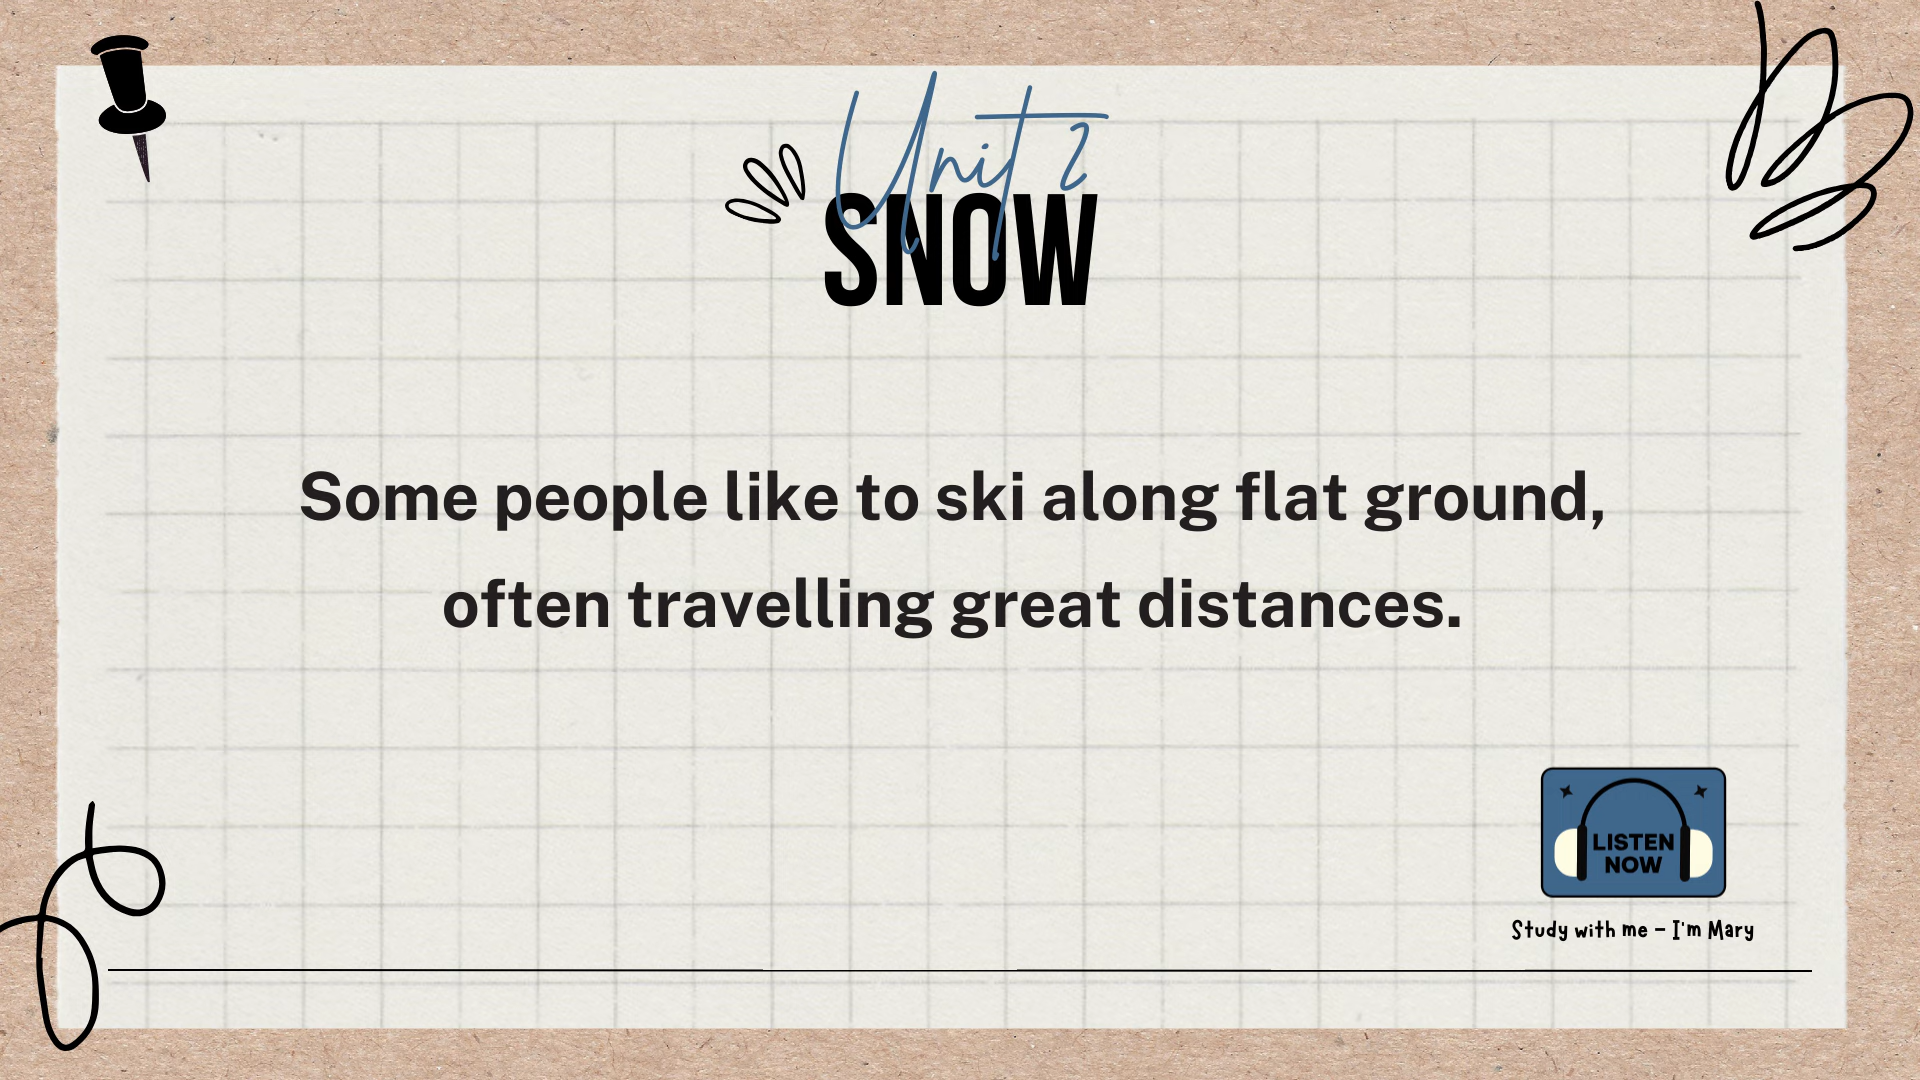 Unit 2
SNOW
Some people like to ski along flat ground,
often travelling great distances.
LISTEN
NOW
Study with me - I'm Mary